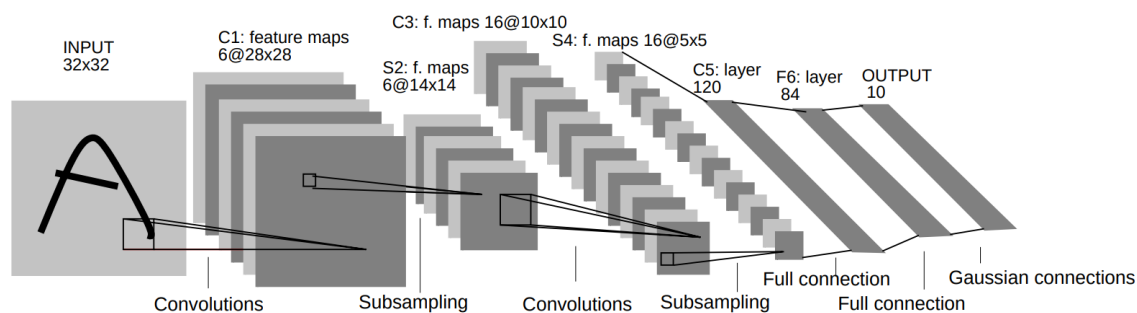 INPUT
32x32
C1: feature maps
6@28x28
S2: f. maps
6@14x14
C3: f. maps 16@10x10
S4: f. maps 16@5x5
C5: layer
120
F6: layer
84
OUTPUT
10
Convolutions
Subsampling
Convolutions
Subsampling
Full connection
Full connection
Gaussian connections